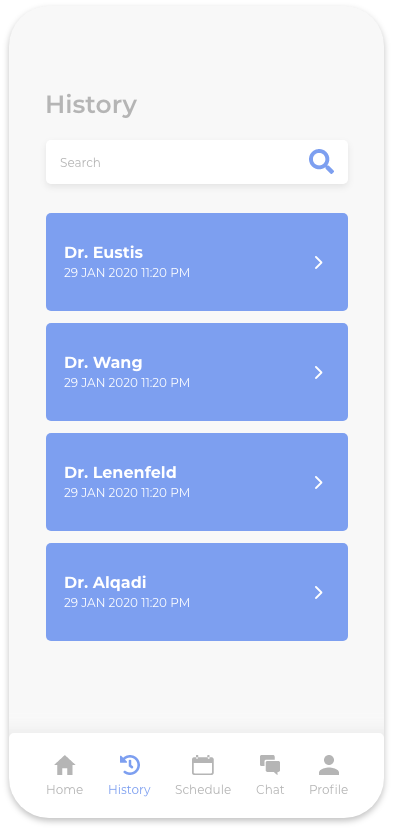 History
Search
Dr. Eustis
29 JAN 2020 11:20 PM
Dr. Wang
29 JAN 2020 11:20 PM
Dr. Lenenfeld
29 JAN 2020 11:20 PM
Dr. Alqadi
29 JAN 2020 11:20 PM
Home History Schedule Chat Profile